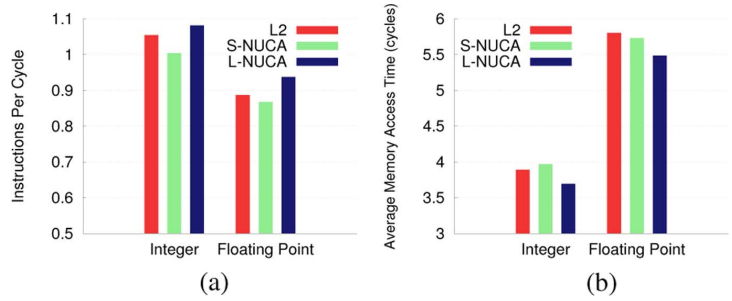 Instructions Per Cycle
1.1
1
0.9
0.8
0.7
0.6
0.5
L2
S-NUCA
L-NUCA
Integer
Floating Point
(a)
Average Memory Access Time (cycles)
6
5.5
5
4.5
4
3.5
3
L2
S-NUCA
L-NUCA
Integer
Floating Point
(b)